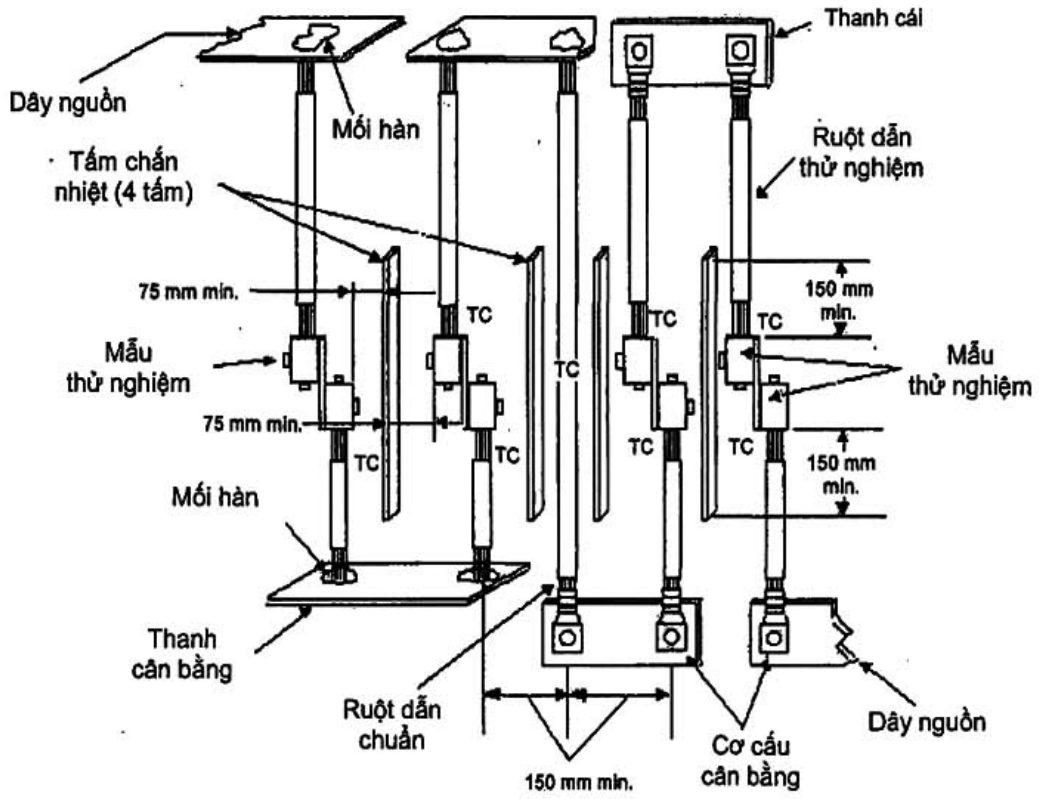 Thanh cái
Dây nguồn
Mối hàn
Tấm chắn
nhiệt (4 tấm)
Ruột dẫn
thử nghiệm
75 mm min.
150 mm
min.
TC
TC
TC
TC
Mẫu
thử nghiệm
Mẫu
thử nghiệm
75 mm min.
TC
TC
TC
TC
150 mm
min.
Mối hàn
Thanh
cân bằng
Ruột dẫn
chuẩn
Cơ cấu
cân bằng
Dây nguồn
150 mm min.